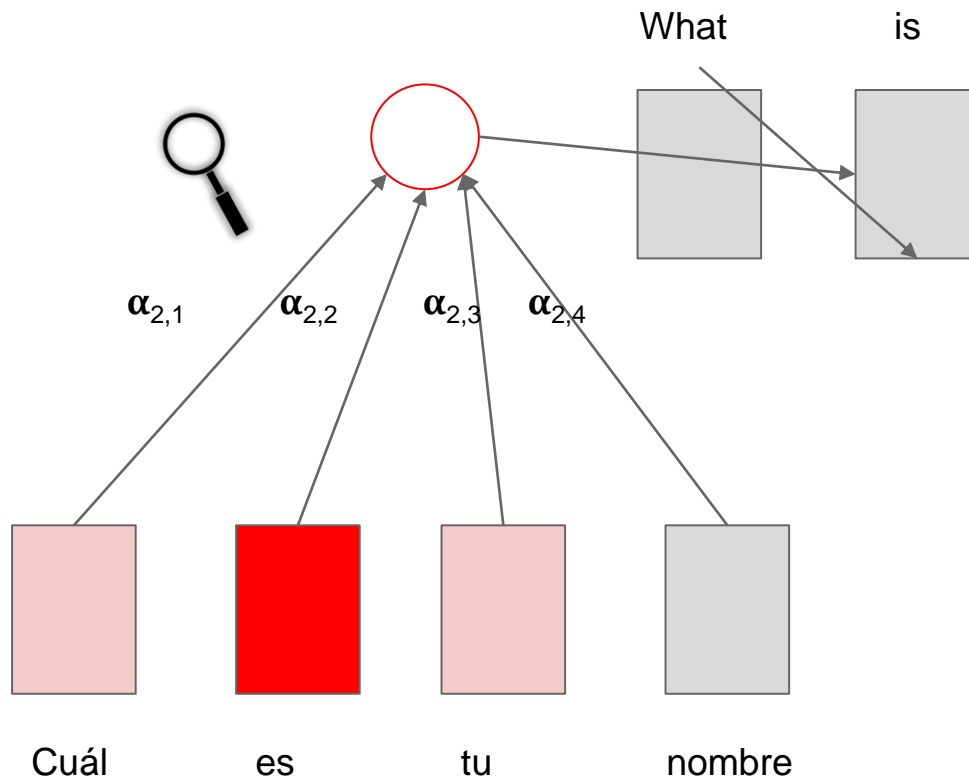 What is
α2,1 α2,2 α2,3 α2,4
Cuál es tu nombre